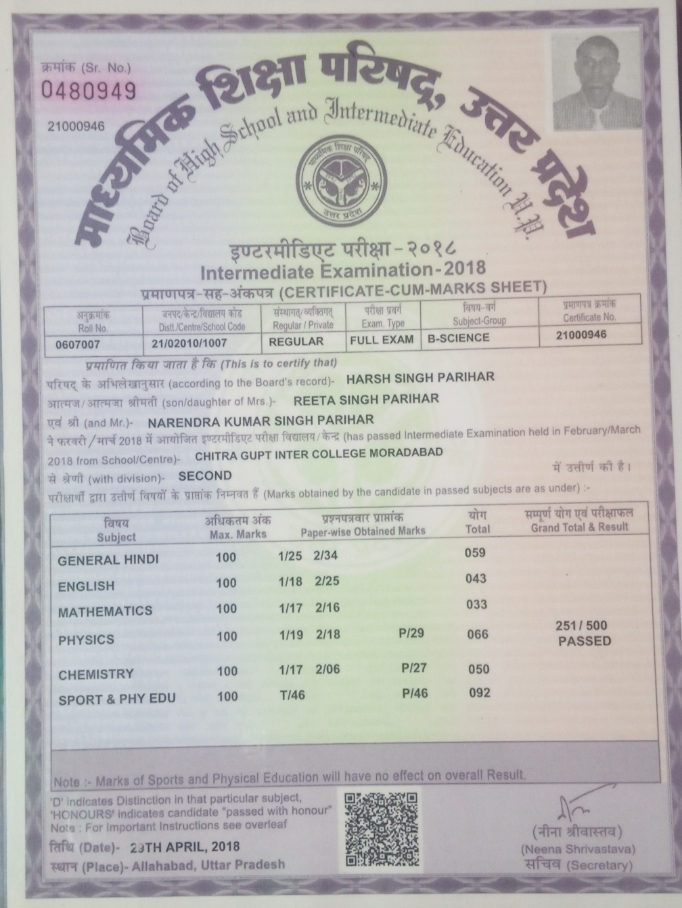 क्रमांक (Sr. No.)
0480949
21000946
माध्यमिक शिक्षा परिषद्, उत्तर प्रदेश
Board of High School and Intermediate Education U.P.
माध्यमिक शिक्षा परिषद्
उत्तर प्रदेश
इण्टरमीडिएट परीक्षा - २०१८
Intermediate Examination-2018
प्रमाणपत्र-सह-अंकपत्र (CERTIFICATE-CUM-MARKS SHEET)
अनुक्रमांक जनपद/केन्द्र/विद्यालय कोड संस्थागत/व्यक्तिगत परीक्षा प्रवर्ग विषय-वर्ग प्रमाणपत्र क्रमांक
Roll No. Distt./Centre/School Code Regular / Private Exam. Type Subject-Group Certificate No.
0607007 21/02010/1007 REGULAR FULL EXAM B-SCIENCE 21000946
प्रमाणित किया जाता है कि (This is to certify that)
परिषद् के अभिलेखानुसार (according to the Board's record)- HARSH SINGH PARIHAR
आत्मज/आत्मजा श्रीमती (son/daughter of Mrs.)- REETA SINGH PARIHAR
एवं श्री (and Mr.)- NARENDRA KUMAR SINGH PARIHAR
ने फरवरी/मार्च 2018 में आयोजित इण्टरमीडिएट परीक्षा विद्यालय/केन्द्र (has passed Intermediate Examination held in February/March
2018 from School/Centre)- CHITRA GUPT INTER COLLEGE MORADABAD
से श्रेणी (with division)- SECOND में उत्तीर्ण की है।
परीक्षार्थी द्वारा उत्तीर्ण विषयों के प्राप्तांक निम्नवत हैं (Marks obtained by the candidate in passed subjects are as under) :-
विषय अधिकतम अंक प्रश्नपत्रवार प्राप्तांक योग सम्पूर्ण योग एवं परीक्षाफल
Subject Max. Marks Paper-wise Obtained Marks Total Grand Total & Result
GENERAL HINDI 100 1/25 2/34 059
ENGLISH 100 1/18 2/25 043
MATHEMATICS 100 1/17 2/16 033
251/ 500
PHYSICS 100 1/19 2/18 P/29 066 PASSED
CHEMISTRY 100 1/17 2/06 P/27 050
SPORT & PHY EDU 100 T/46 P/46 092
Note :- Marks of Sports and Physical Education will have no effect on overall Result.
'D' indicates Distinction in that particular subject,
'HONOURS' indicates candidate "passed with honour"
Note : For Important Instructions see overleaf
तिथि (Date)- 29TH APRIL, 2018
स्थान (Place)- Allahabad, Uttar Pradesh
(नीना श्रीवास्तव)
(Neena Shrivastava)
सचिव (Secretary)